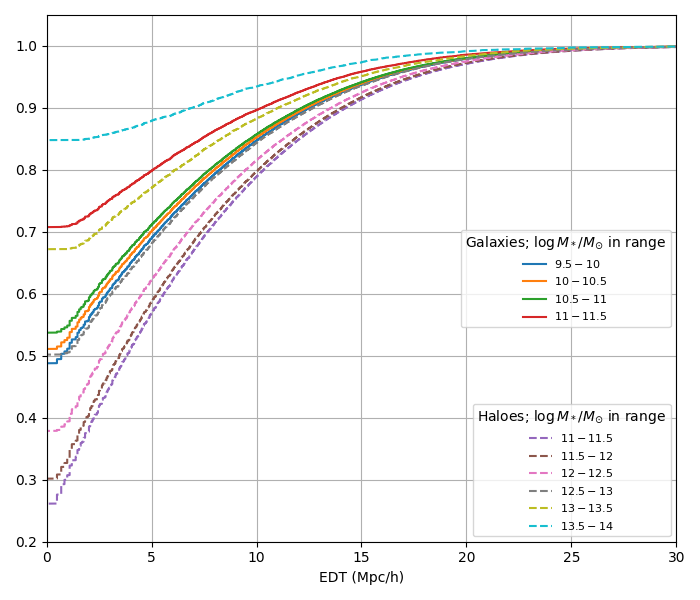 1.0
0.9
0.8
0.7
0.6
0.5
0.4
0.3
0.2
0 5 10 15 20 25 30
EDT (Mpc/h)
Galaxies; log M*/M⊙ in range
9.5 − 10
10 − 10.5
10.5 − 11
11 − 11.5
Haloes; log M*/M⊙ in range
11 − 11.5
11.5 − 12
12 − 12.5
12.5 − 13
13 − 13.5
13.5 − 14